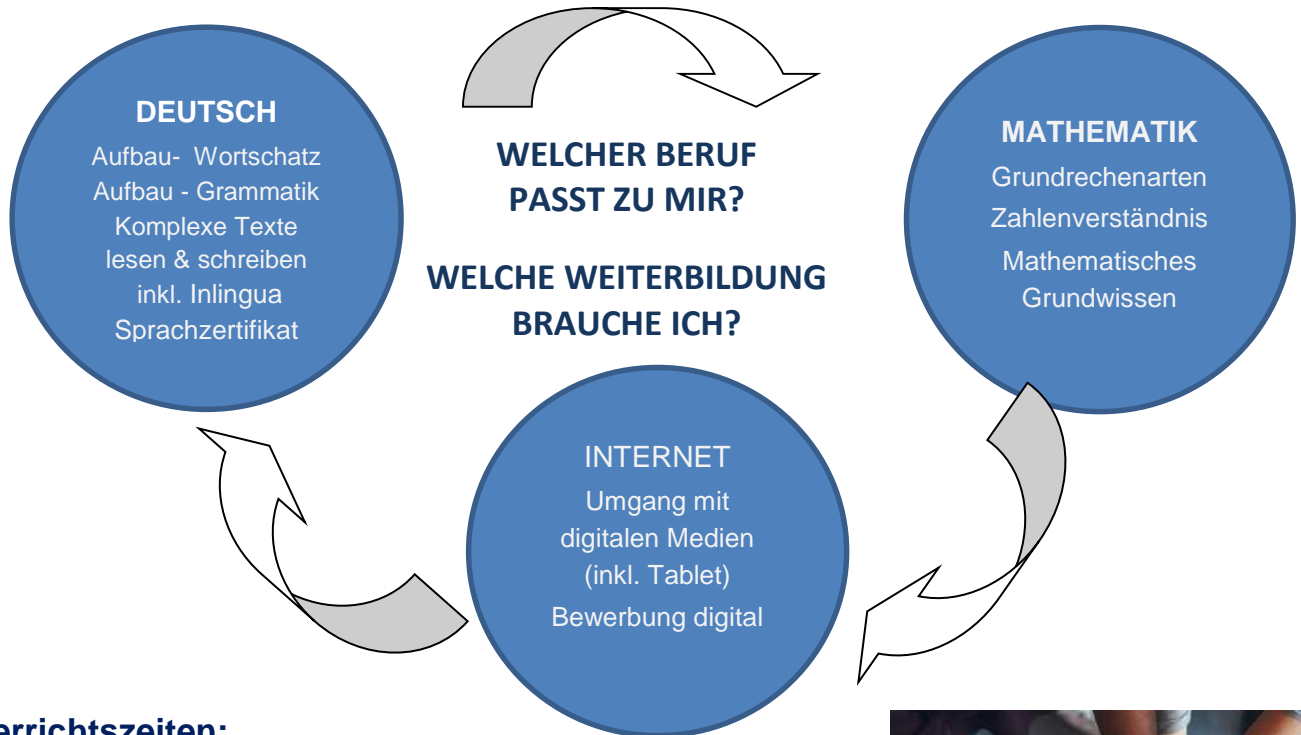 DEUTSCH
Aufbau- Wortschatz
Aufbau - Grammatik
Komplexe Texte
lesen & schreiben
inkl. Inlingua
Sprachzertifikat
WELCHER BERUF
PASST ZU MIR?
WELCHE WEITERBILDUNG
BRAUCHE ICH?
MATHEMATIK
Grundrechenarten
Zahlenverständnis
Mathematisches
Grundwissen
INTERNET
Umgang mit
digitalen Medien
(inkl. Tablet)
Bewerbung digital
errichtszeiten: